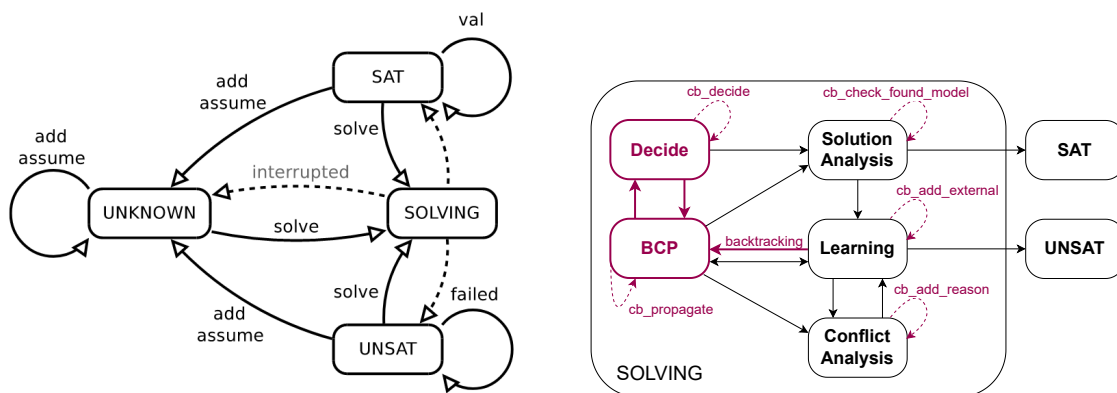 val
SAT
add
assume
solve
add
assume
interrupted
UNKNOWN
SOLVING
solve
solve
failed
add
assume
UNSAT
cb_decide
cb_check_found_model
Decide
Solution
Analysis
SAT
cb_add_external
BCP
backtracking
Learning
UNSAT
cb_propagate
cb_add_reason
Conflict
Analysis
SOLVING